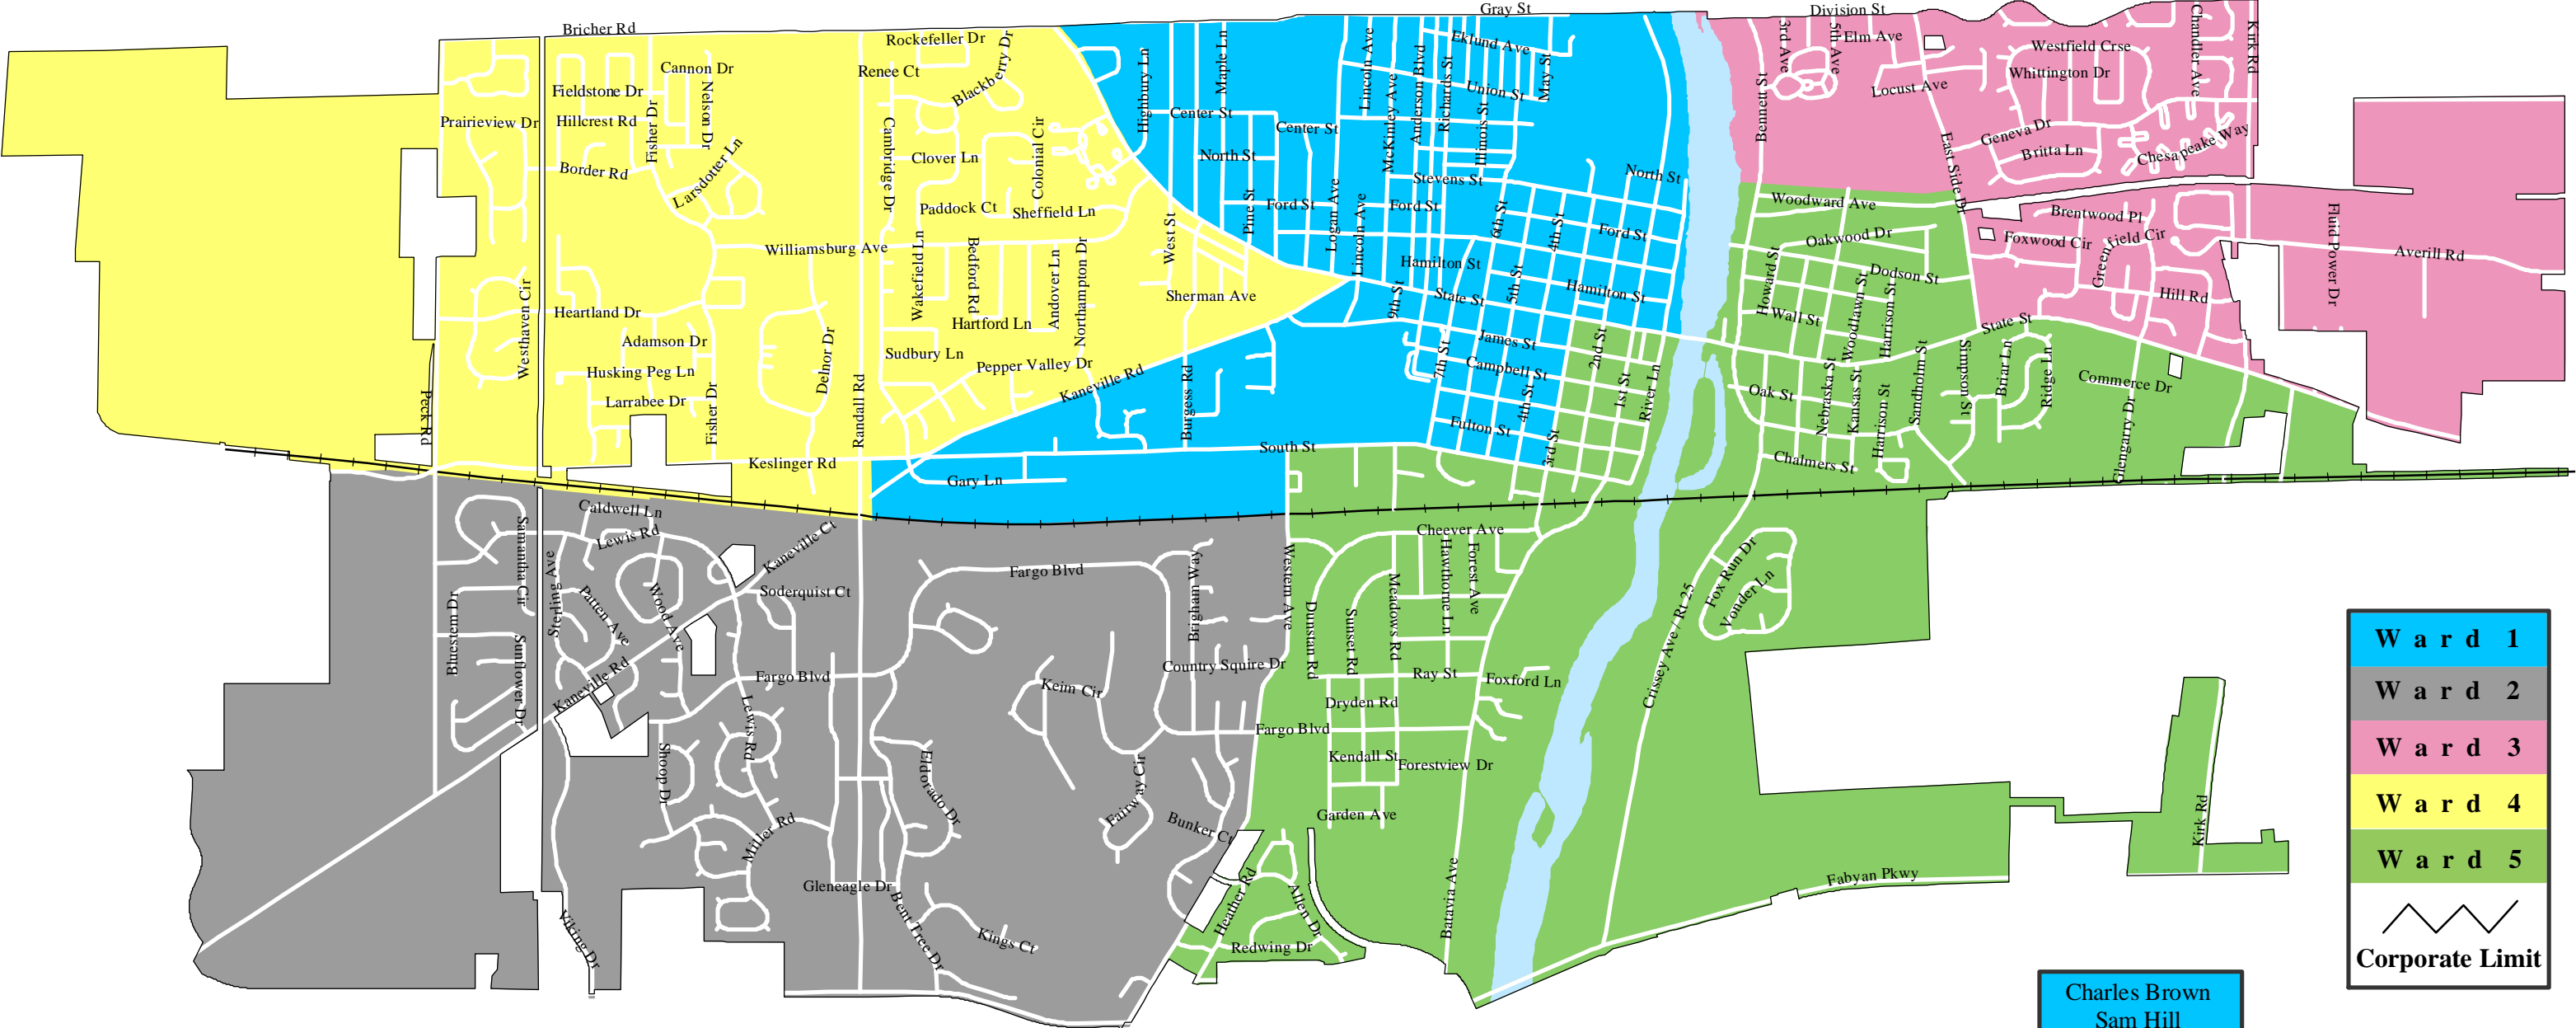 Gray St
Division St
Bricher Rd
Rockefeller Dr
Blackberry Dr
Renee Ct
Cannon Dr
Nelson Dr
Fieldstone Dr
Fisher Dr
Prairieview Dr
Hillcrest Rd
Border Rd
Larsdotter Ln
Cambridge Dr
Clover Ln
Colonial Cir
Paddock Ct
Sheffield Ln
Williamsburg Ave
Wakefield Ln
Bedford Rd
Andover Ln
Northampton Dr
Hartford Ln
Westhaven Cir
Heartland Dr
Adamson Dr
Husking Peg Ln
Larrabee Dr
Fisher Dr
Delnor Dr
Randall Rd
Sudbury Ln
Pepper Valley Dr
Kaneville Rd
Peck Rd
Keslinger Rd
Highbury Ln
Maple Ln
Center St
Center St
North St
Pine St
Ford St
West St
Sherman Ave
Burgess Rd
South St
Gary Ln
Lincoln Ave
McKinley Ave
Anderson Blvd
Richards St
Eklund Ave
Union St
May St
Illinois St
Stevens St
North St
Logan Ave
Lincoln Ave
Ford St
6th St
4th St
Ford St
Hamilton St
Hamilton St
9th St
State St
5th St
James St
7th St
Campbell St
4th St
Fulton St
2nd St
1st St
River Ln
3rd St
3rd Ave
5th Ave
Elm Ave
Locust Ave
Bennett St
Westfield Crse
Whittington Dr
Chandler Ave
Kirk Rd
Geneva Dr
Britta Ln
Chesapeake Way
East Side Dr
Woodward Ave
Oakwood Dr
Dodson St
Howard St
Wall St
Woodlawn St
Harrison St
Brentwood Pl
Foxwood Cir
Greenfield Cir
Hill Rd
State St
Fluid Power Dr
Averill Rd
Oak St
Nebraska St
Kansas St
Harrison St
Sandholm St
Simpson St
Briar Ln
Ridge Ln
Commerce Dr
Glengarry Dr
Chalmers St
Caldwell Ln
Lewis Rd
Samantha Cir
Sterling Ave
Patten Ave
Wood Ave
Kaneville Ct
Soderquist Ct
Bluestem Dr
Sunflower Dr
Kaneville Rd
Fargo Blvd
Fargo Blvd
Lewis Rd
Shoop Dr
Miller Rd
Gleneagle Dr
Viking Dr
Eldorado Dr
Bent Tree Dr
Kings Ct
Keim Cir
Fairway Cir
Brigham Way
Country Squire Dr
Bunker Ct
Western Ave
Cheever Ave
Hawthorne Ln
Forest Ave
Dunstan Rd
Sunset Rd
Meadows Rd
Ray St
Foxford Ln
Dryden Rd
Fargo Blvd
Kendall St
Forestview Dr
Garden Ave
Heather Rd
Allen Dr
Redwing Dr
Batavia Ave
Crissey Ave / Rt 25
Fox Run Dr
Vonder Ln
Fabyan Pkwy
Kirk Rd
Ward 1
Ward 2
Ward 3
Ward 4
Ward 5
Corporate Limit
Charles Brown
Sam Hill